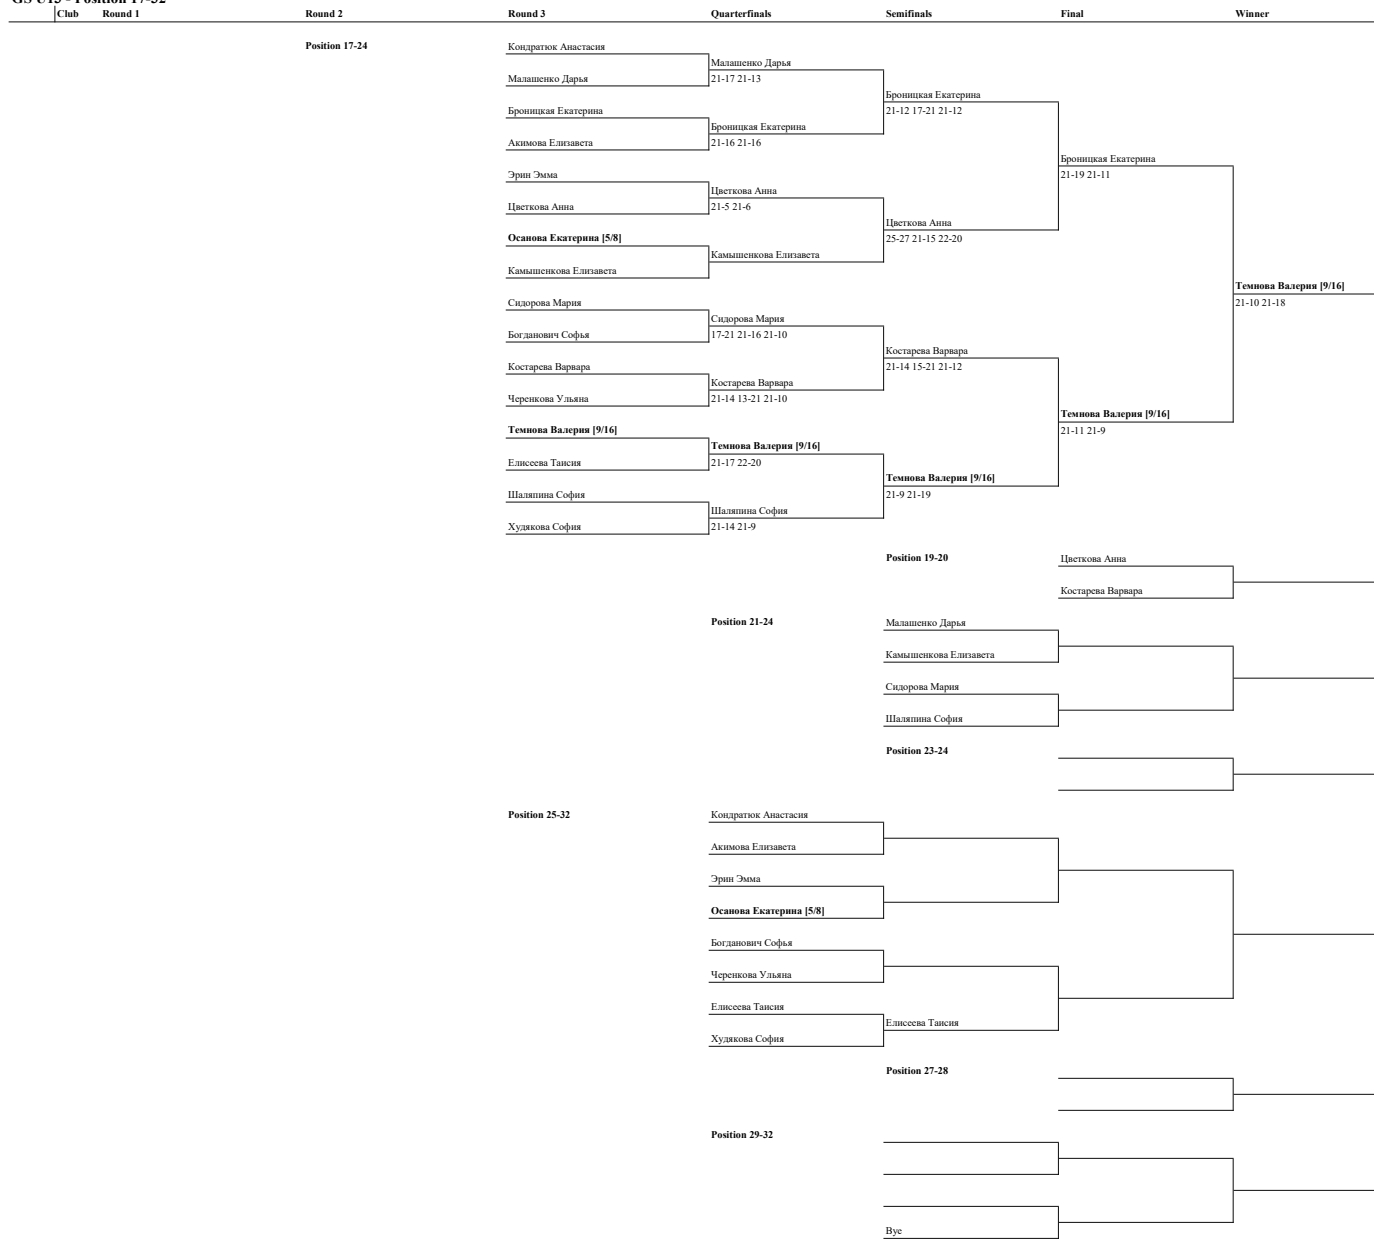 GS U15 - Position 17-32
Club Round 1 Round 2 Round 3 Quarterfinals Semifinals Final Winner
Position 17-24 Кондратюк Анастасия
Малашенко Дарья
Малашенко Дарья 21-17 21-13
Броницкая Екатерина
Броницкая Екатерина 21-12 17-21 21-12
Броницкая Екатерина
Акимова Елизавета 21-16 21-16
Броницкая Екатерина
Эрин Эмма 21-19 21-11
Цветкова Анна
Цветкова Анна 21-5 21-6
Цветкова Анна
Осанова Екатерина [5/8] 25-27 21-15 22-20
Камышенкова Елизавета
Камышенкова Елизавета
Темнова Валерия [9/16]
Сидорова Мария 21-10 21-18
Сидорова Мария
Богданович Софья 17-21 21-16 21-10
Костарева Варвара
Костарева Варвара 21-14 15-21 21-12
Костарева Варвара
Черенкова Ульяна 21-14 13-21 21-10
Темнова Валерия [9/16]
Темнова Валерия [9/16] 21-11 21-9
Темнова Валерия [9/16]
Елисеева Таисия 21-17 22-20
Темнова Валерия [9/16]
Шаляпина София 21-9 21-19
Шаляпина София
Худякова София 21-14 21-9
Position 19-20 Цветкова Анна
Костарева Варвара
Position 21-24 Малашенко Дарья
Камышенкова Елизавета
Сидорова Мария
Шаляпина София
Position 23-24
Position 25-32 Кондратюк Анастасия
Акимова Елизавета
Эрин Эмма
Осанова Екатерина [5/8]
Богданович Софья
Черенкова Ульяна
Елисеева Таисия
Елисеева Таисия
Худякова София
Position 27-28
Position 29-32
Bye